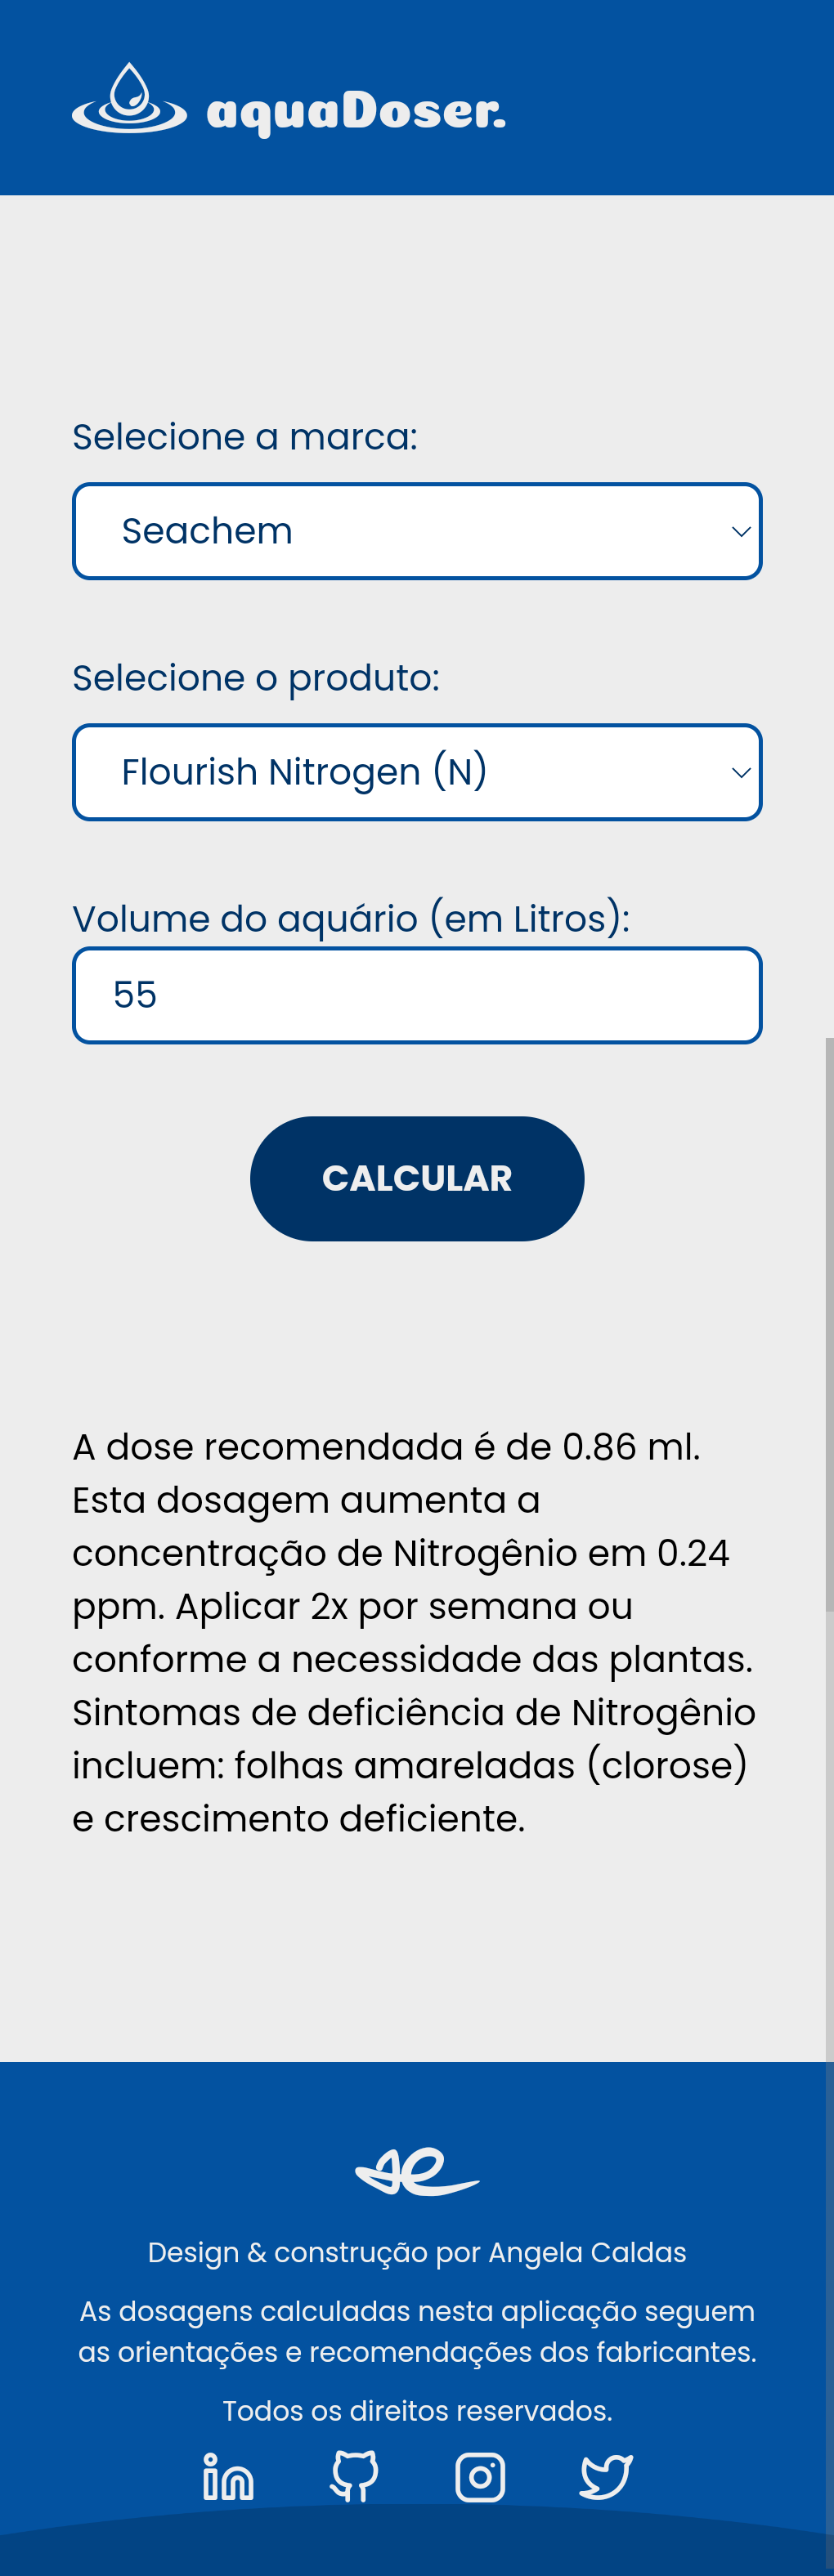 aquaDoser.
Selecione a marca:
Seachem
Selecione o produto:
Flourish Nitrogen (N)
Volume do aquário (em Litros):
55
CALCULAR
A dose recomendada é de 0.86 ml.
Esta dosagem aumenta a
concentração de Nitrogênio em 0.24
ppm. Aplicar 2x por semana ou
conforme a necessidade das plantas.
Sintomas de deficiência de Nitrogênio
incluem: folhas amareladas (clorose)
e crescimento deficiente.
Design & construção por Angela Caldas
As dosagens calculadas nesta aplicação seguem
as orientações e recomendações dos fabricantes.
Todos os direitos reservados.